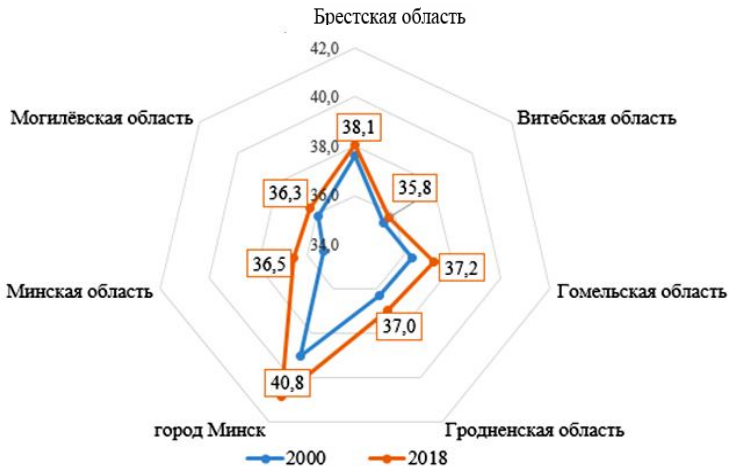 Брестская область
42,0
40,0
38,1
38,0
Могилёвская область
Витебская область
36,3
36,0
35,8
34,0
36,5
37,2
Минская область
Гомельская область
37,0
40,8
город Минск
Гродненская область
2000
2018